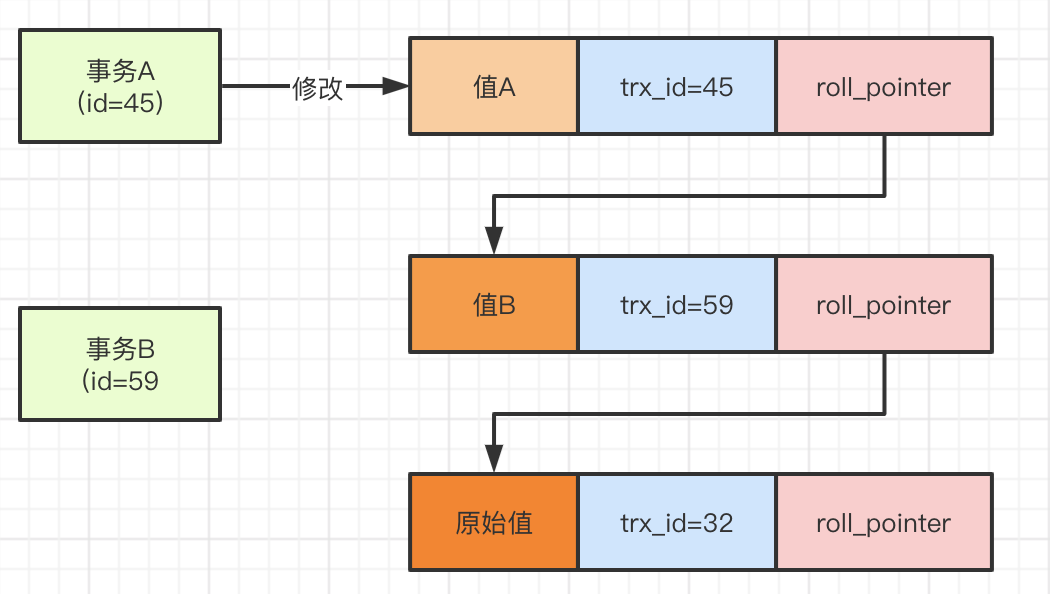 事务A
(id=45)
修改
值A
trx_id=45
roll_pointer
值B
trx_id=59
roll_pointer
事务B
(id=59
原始值
trx_id=32
roll_pointer